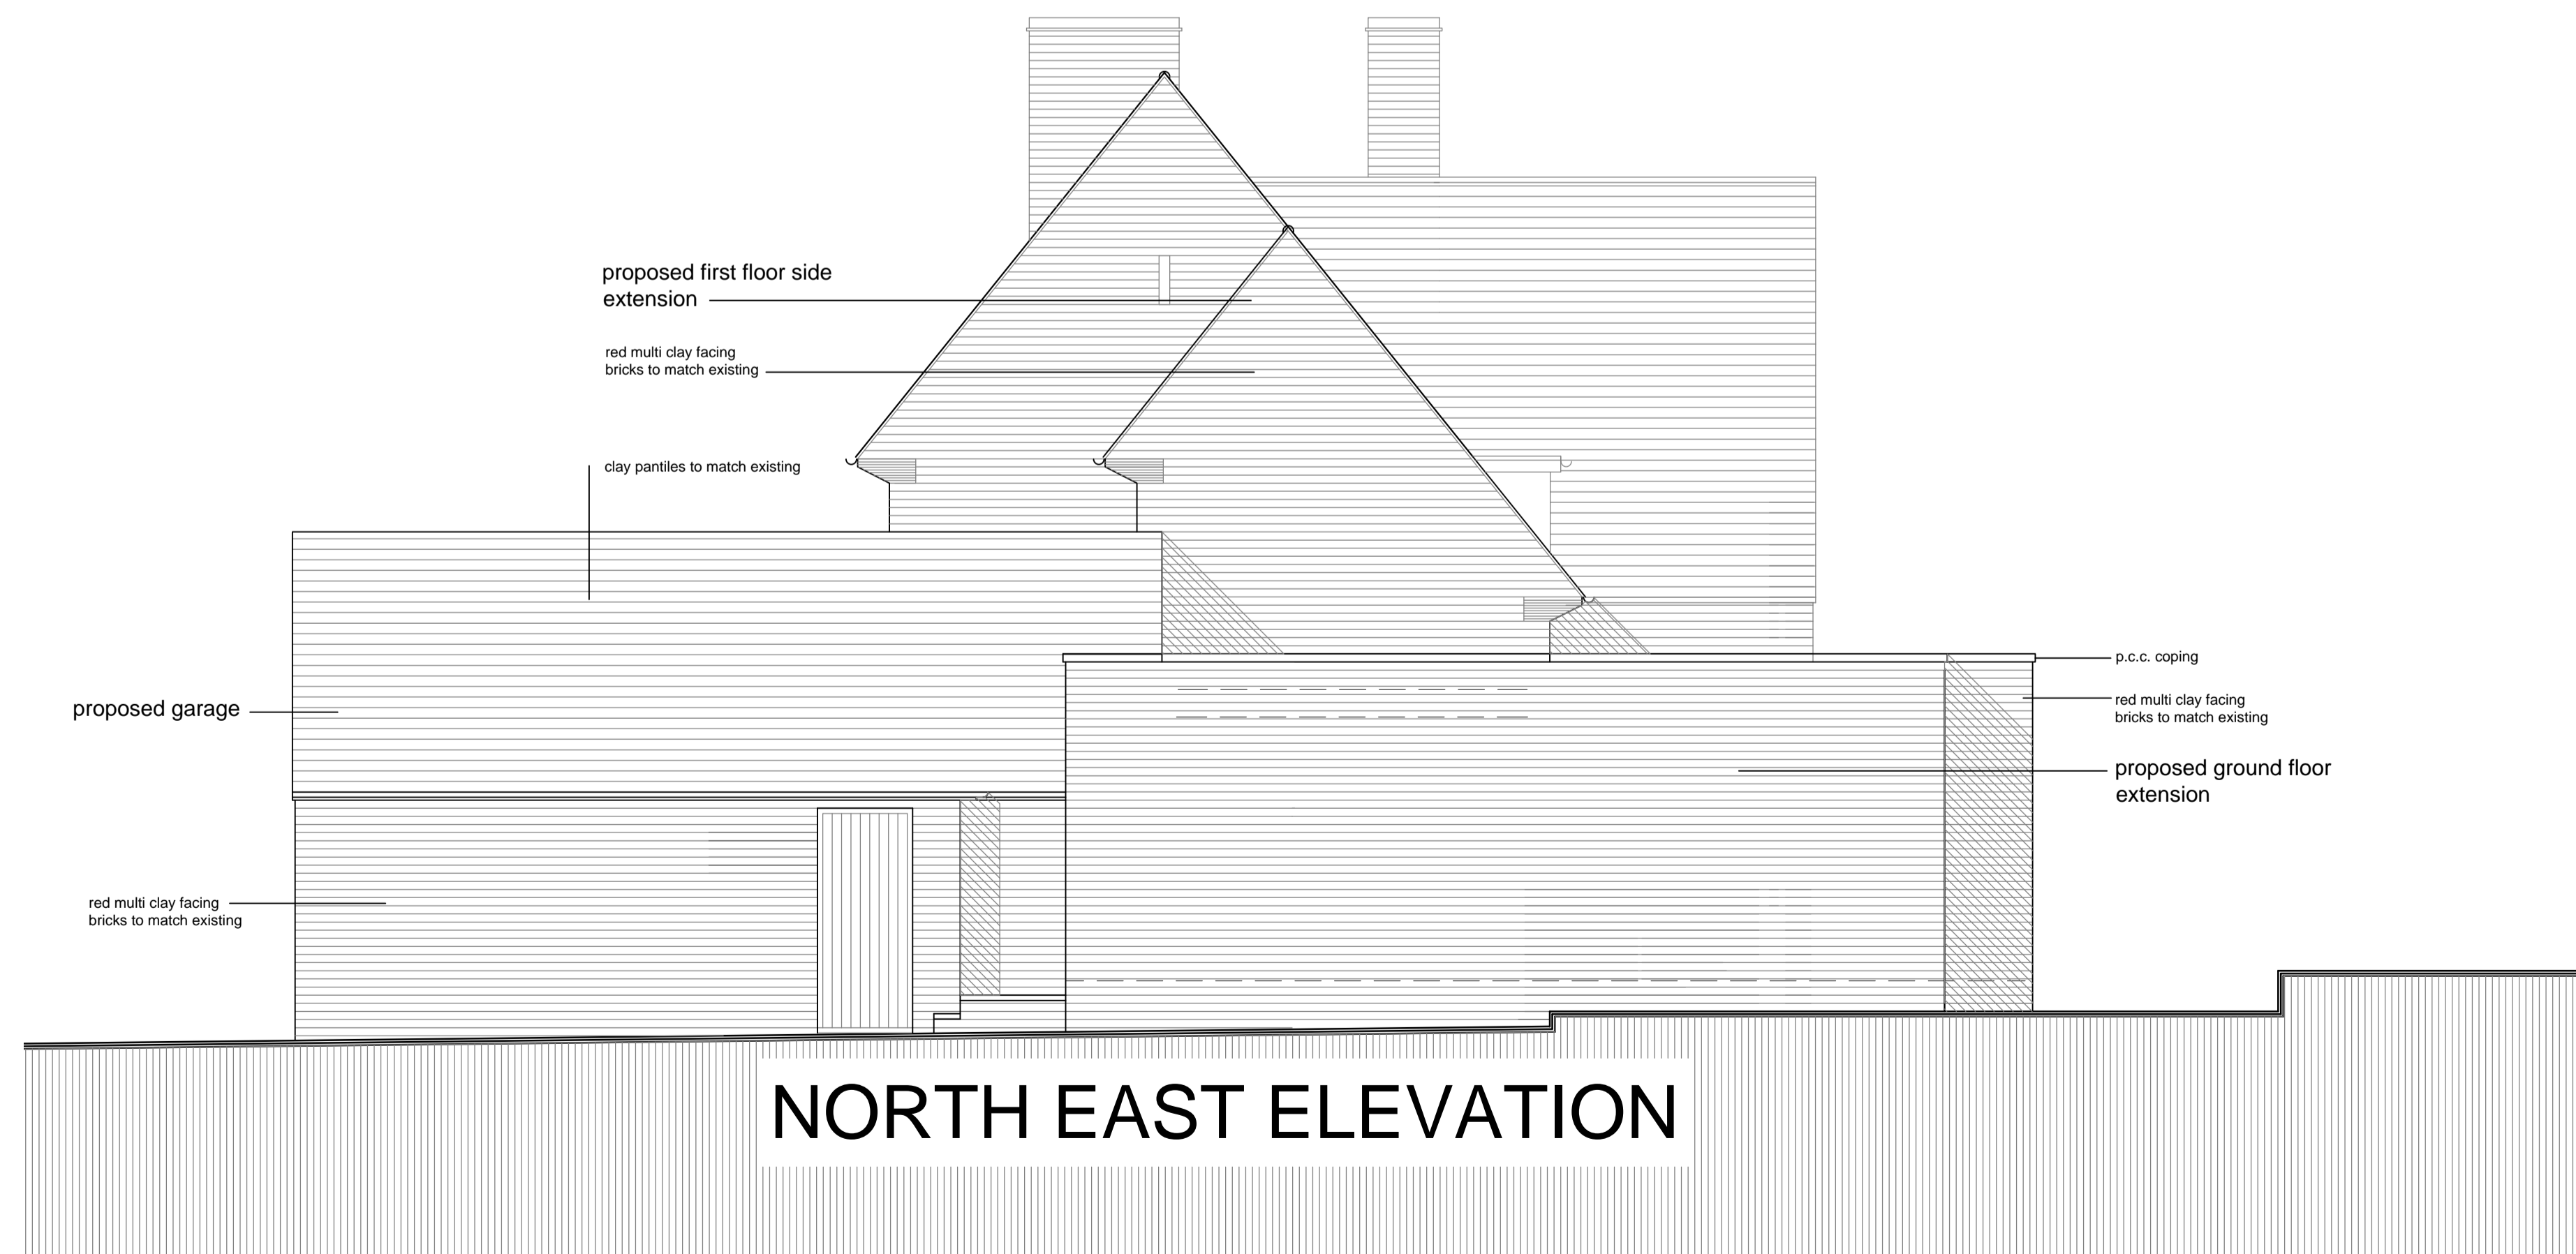 proposed first floor side
extension
red multi clay facing
bricks to match existing
clay pantiles to match existing
p.c.c. coping
proposed garage
red multi clay facing
bricks to match existing
proposed ground floor
extension
red multi clay facing
bricks to match existing
NORTH EAST ELEVATION